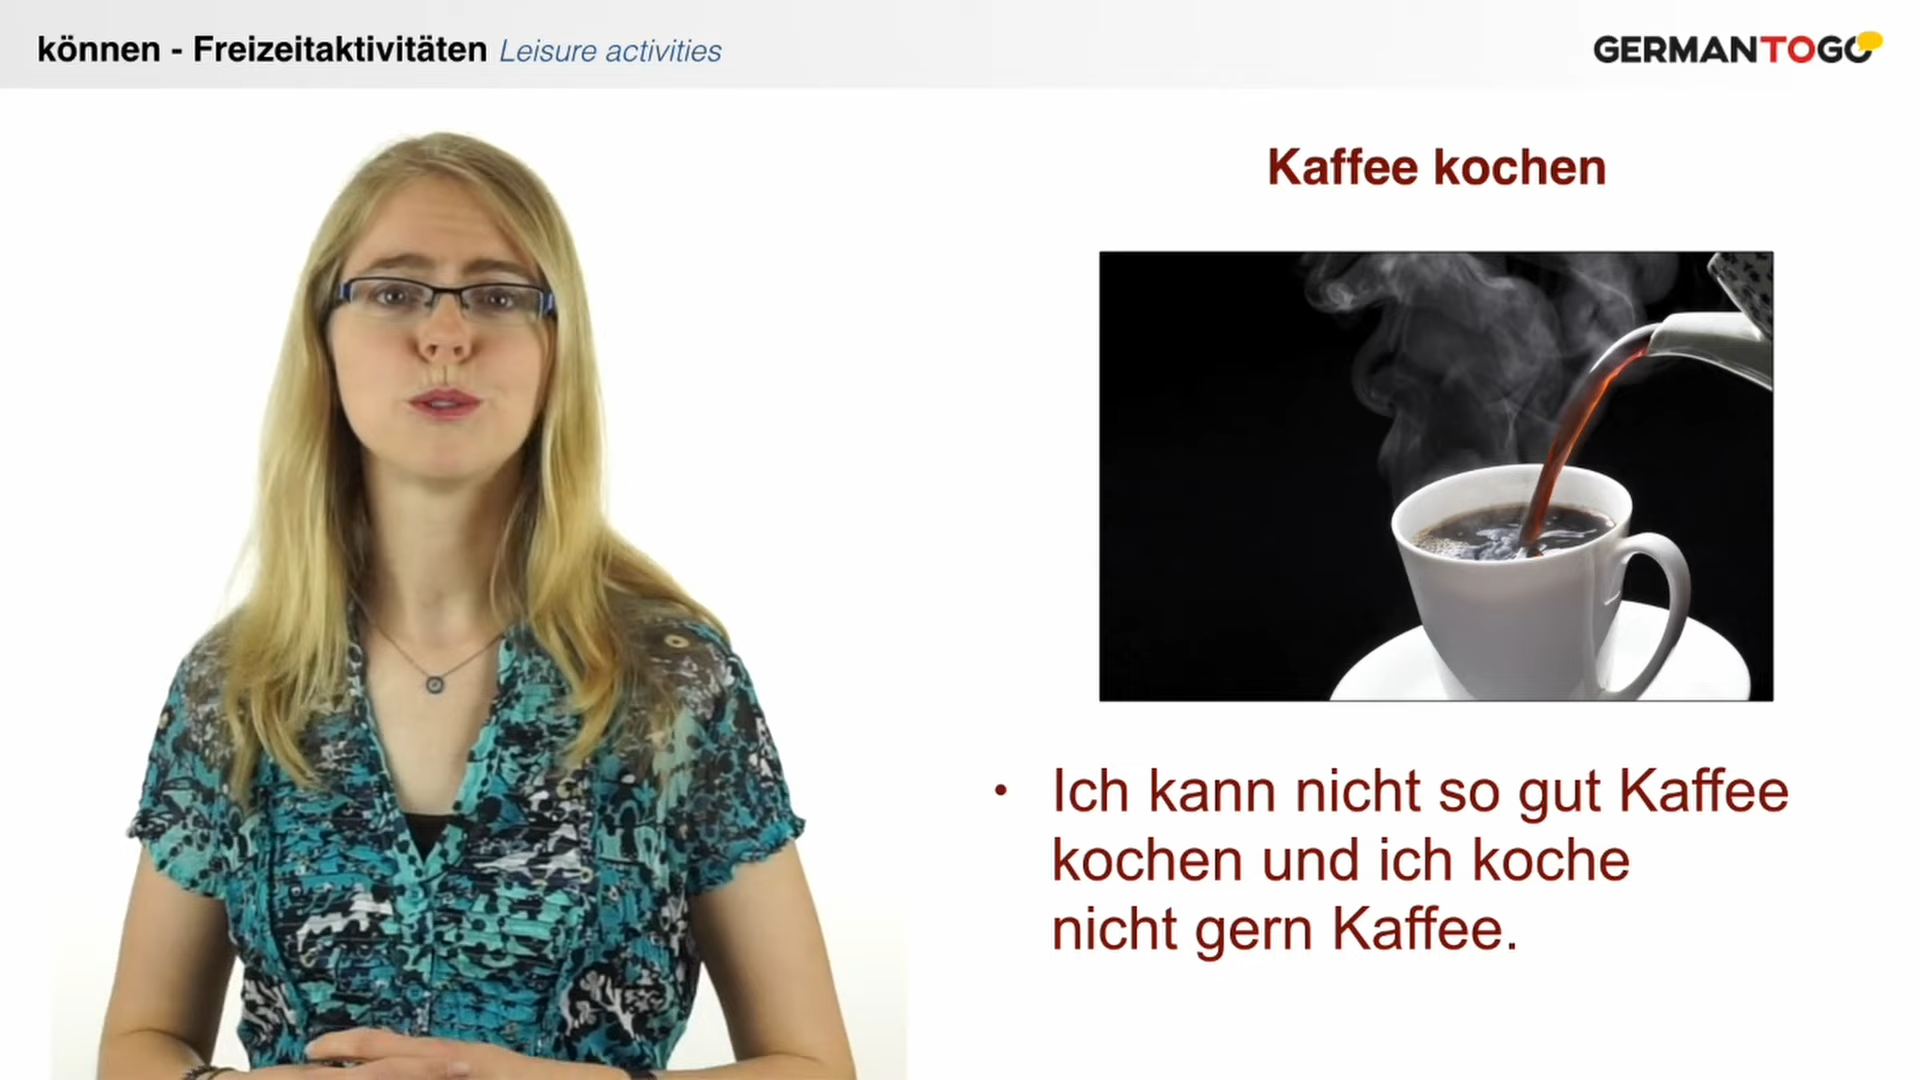 können - Freizeitaktivitäten Leisure activities
GERMANTOGO
Kaffee kochen
• Ich kann nicht so gut Kaffee
kochen und ich koche
nicht gern Kaffee.